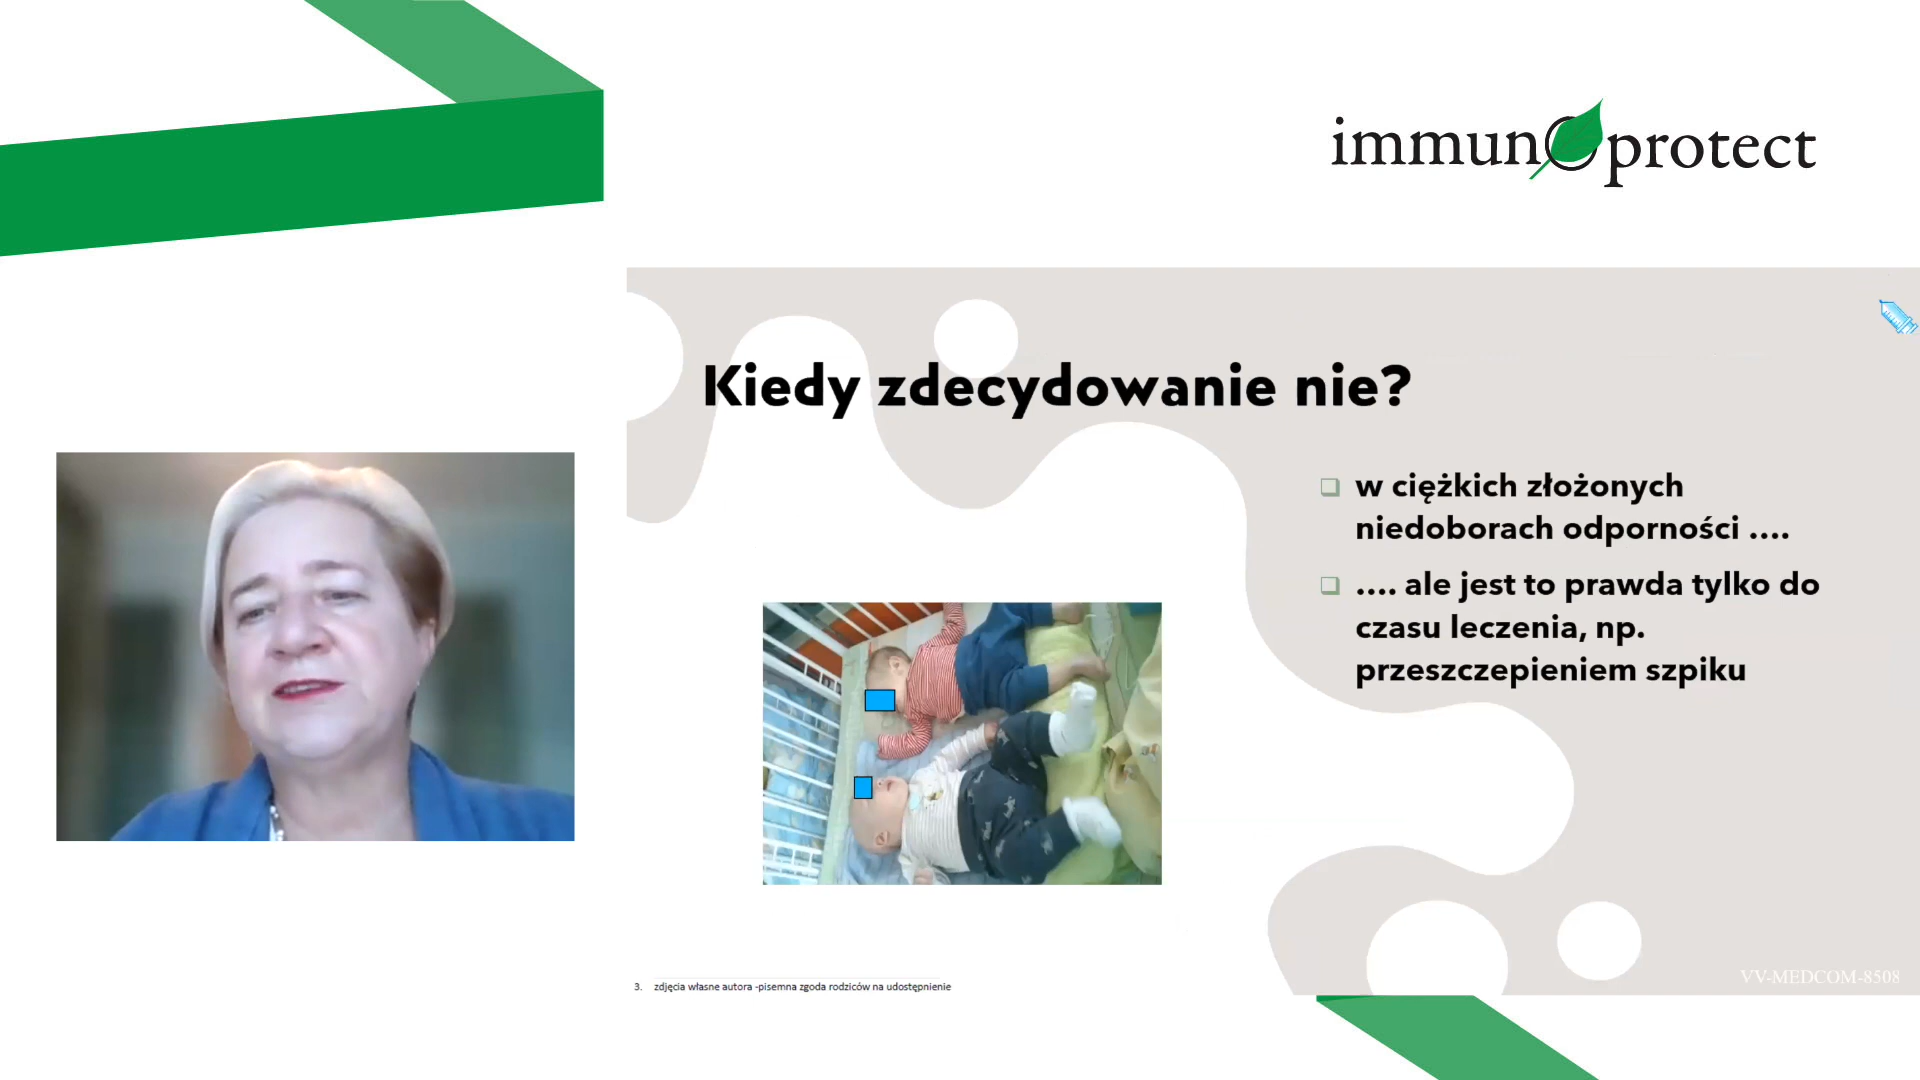 immunoprotect
Kiedy zdecydowanie nie?
w ciężkich złożonych
niedoborach odporności ....
.... ale jest to prawda tylko do
czasu leczenia, np.
przeszczepieniem szpiku
3. zdjęcia własne autora -pisemna zgoda rodziców na udostępnienie
VV-MEDCOM-8508